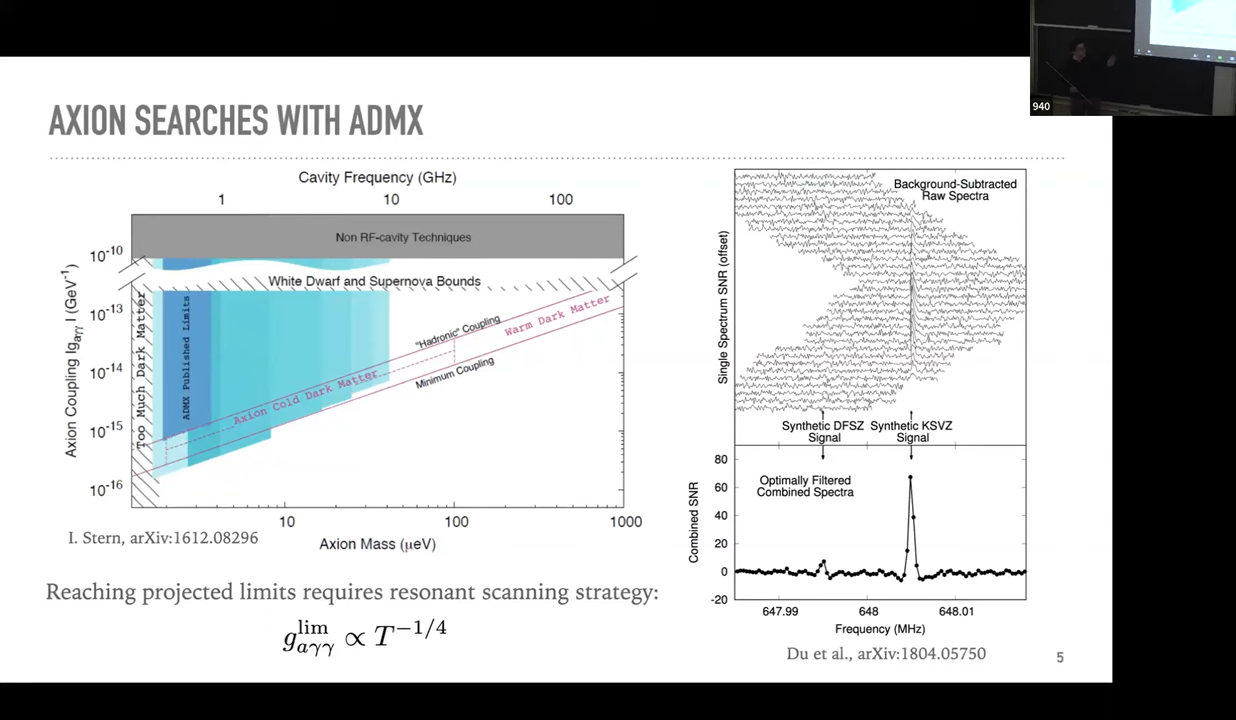 940
AXION SEARCHES WITH ADMX
Cavity Frequency (GHz)
1 10 100
Non RF-cavity Techniques
White Dwarf and Supernova Bounds
Axion Coupling |g_aγγ| (GeV⁻¹)
10⁻¹⁰
10⁻¹³
10⁻¹⁴
10⁻¹⁵
10⁻¹⁶
Too Much Dark Matter
ADMX Published Limits
"Hadronic" Coupling
Warm Dark Matter
Minimum Coupling
Axion Cold Dark Matter
10 100 1000
Axion Mass (μeV)
I. Stern, arXiv:1612.08296
Reaching projected limits requires resonant scanning strategy:
g_aγγ^lim ∝ T^−1/4
Background-Subtracted
Raw Spectra
Single Spectrum SNR (offset)
Synthetic DFSZ
Signal
Synthetic KSVZ
Signal
Optimally Filtered
Combined Spectra
Combined SNR
80
60
40
20
0
-20
647.99 648 648.01
Frequency (MHz)
Du et al., arXiv:1804.05750
5